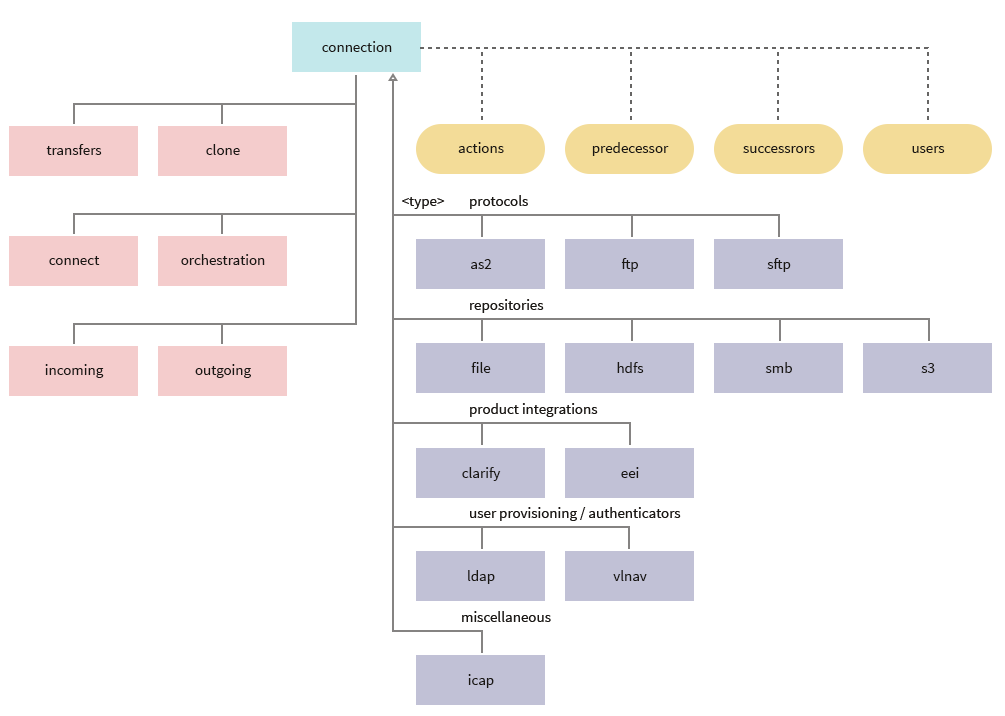 connection
transfers
clone
connect
orchestration
incoming
outgoing
actions
predecessor
successrors
users
<type> protocols
as2
ftp
sftp
repositories
file
hdfs
smb
s3
product integrations
clarify
eei
user provisioning / authenticators
ldap
vlnav
miscellaneous
icap